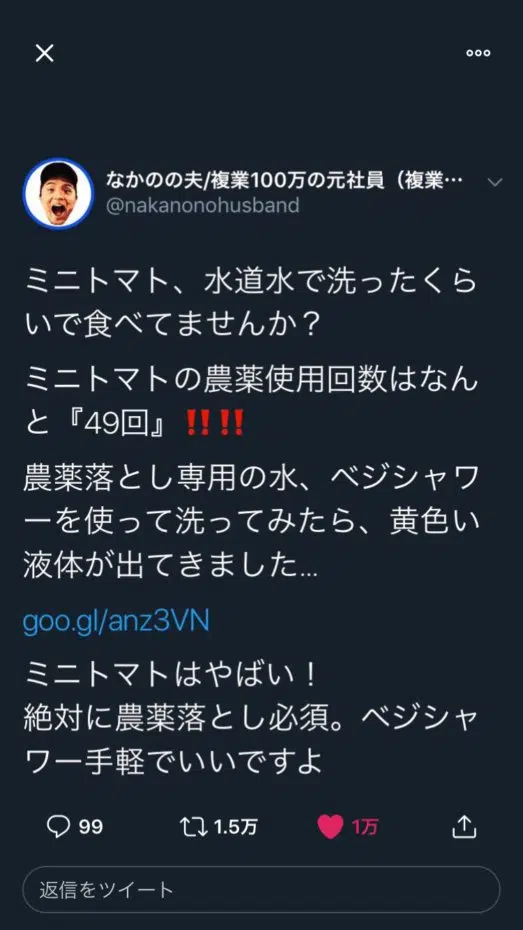 なかのの夫/複業100万の元社員（複業…
@nakanonohusband
ミニトマト、水道水で洗ったくら
いで食べてませんか？
ミニトマトの農薬使用回数はなん
と『49回』‼️‼️
農薬落とし専用の水、ベジシャワ
ーを使って洗ってみたら、黄色い
液体が出てきました…
goo.gl/anz3VN
ミニトマトはやばい！
絶対に農薬落とし必須。ベジシャ
ワー手軽でいいですよ
99 1.5万 1万
返信をツイート